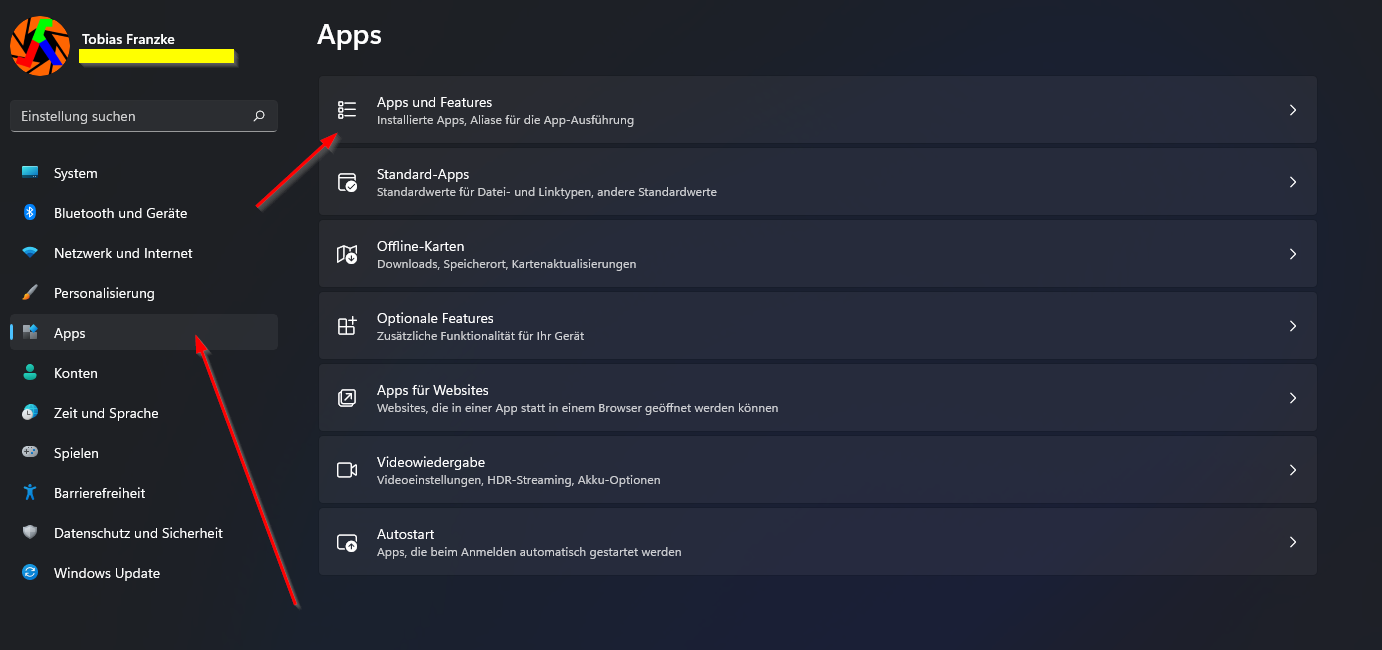 Tobias Franzke
Einstellung suchen
System
Bluetooth und Geräte
Netzwerk und Internet
Personalisierung
Apps
Konten
Zeit und Sprache
Spielen
Barrierefreiheit
Datenschutz und Sicherheit
Windows Update
Apps
Apps und Features
Installierte Apps, Aliase für die App-Ausführung
Standard-Apps
Standardwerte für Datei- und Linktypen, andere Standardwerte
Offline-Karten
Downloads, Speicherort, Kartenaktualisierungen
Optionale Features
Zusätzliche Funktionalität für Ihr Gerät
Apps für Websites
Websites, die in einer App statt in einem Browser geöffnet werden können
Videowiedergabe
Videoeinstellungen, HDR-Streaming, Akku-Optionen
Autostart
Apps, die beim Anmelden automatisch gestartet werden